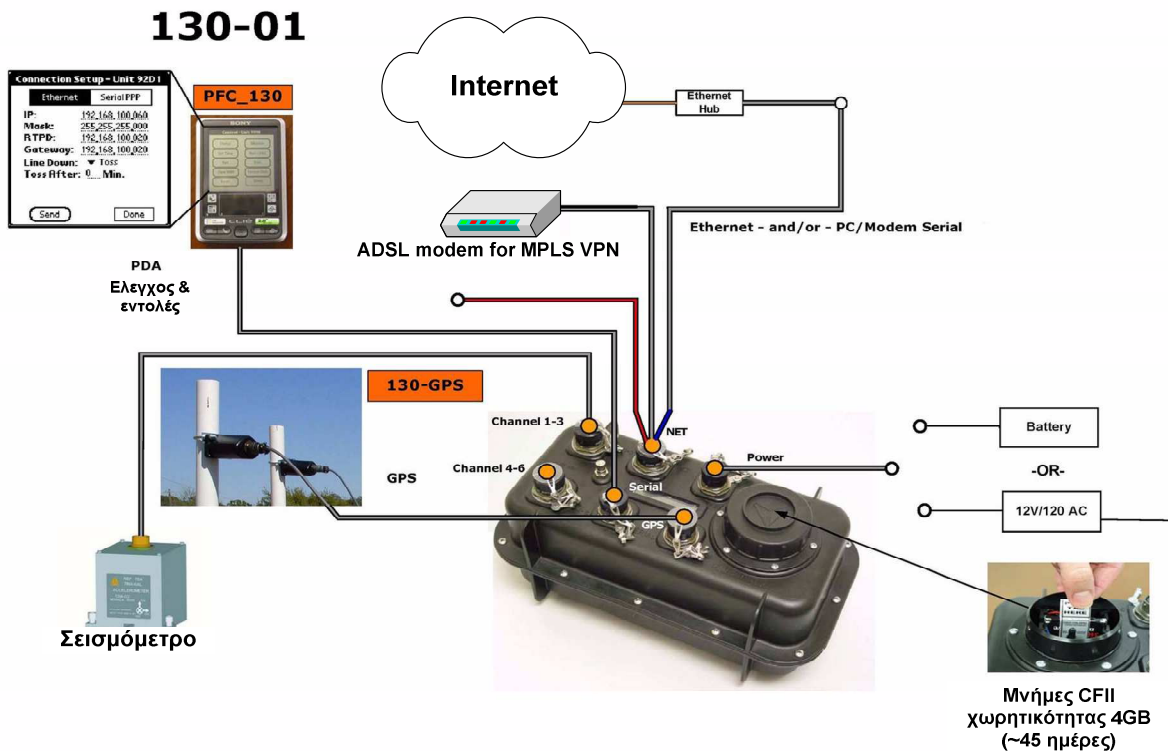 130-01
Connection Setup - Unit 92D1
Ethernet
Serial PPP
IP: 192.168.100.060
Mask: 255.255.255.000
RTPD: 192.168.100.020
Gateway: 192.168.100.020
Line Down: ▼ Toss
Toss After: 0 Min.
Send
Done
PFC_130
SONY
PDA
Ελεγχος &
εντολές
Internet
Ethernet
Hub
ADSL modem for MPLS VPN
Ethernet - and/or - PC/Modem Serial
130-GPS
GPS
Channel 1-3
Channel 4-6
NET
Power
Serial
GPS
Battery
-OR-
12V/120 AC
Σεισμόμετρο
HERE
Μνήμες CFII
χωρητικότητας 4GB
(~45 ημέρες)